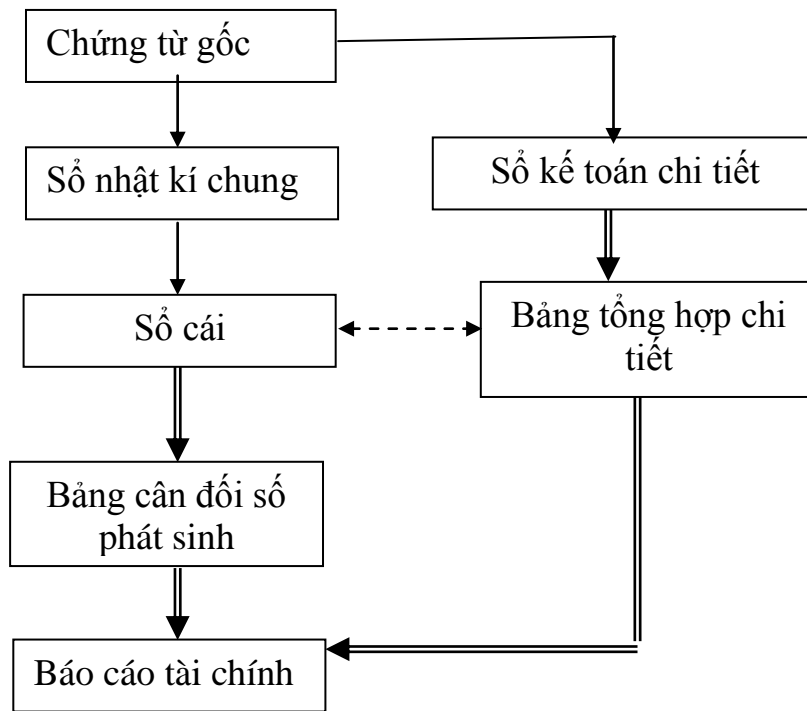 Chứng từ gốc
Sổ nhật kí chung
Sổ kế toán chi tiết
Sổ cái
Bảng tổng hợp chi
tiết
Bảng cân đối số
phát sinh
Báo cáo tài chính